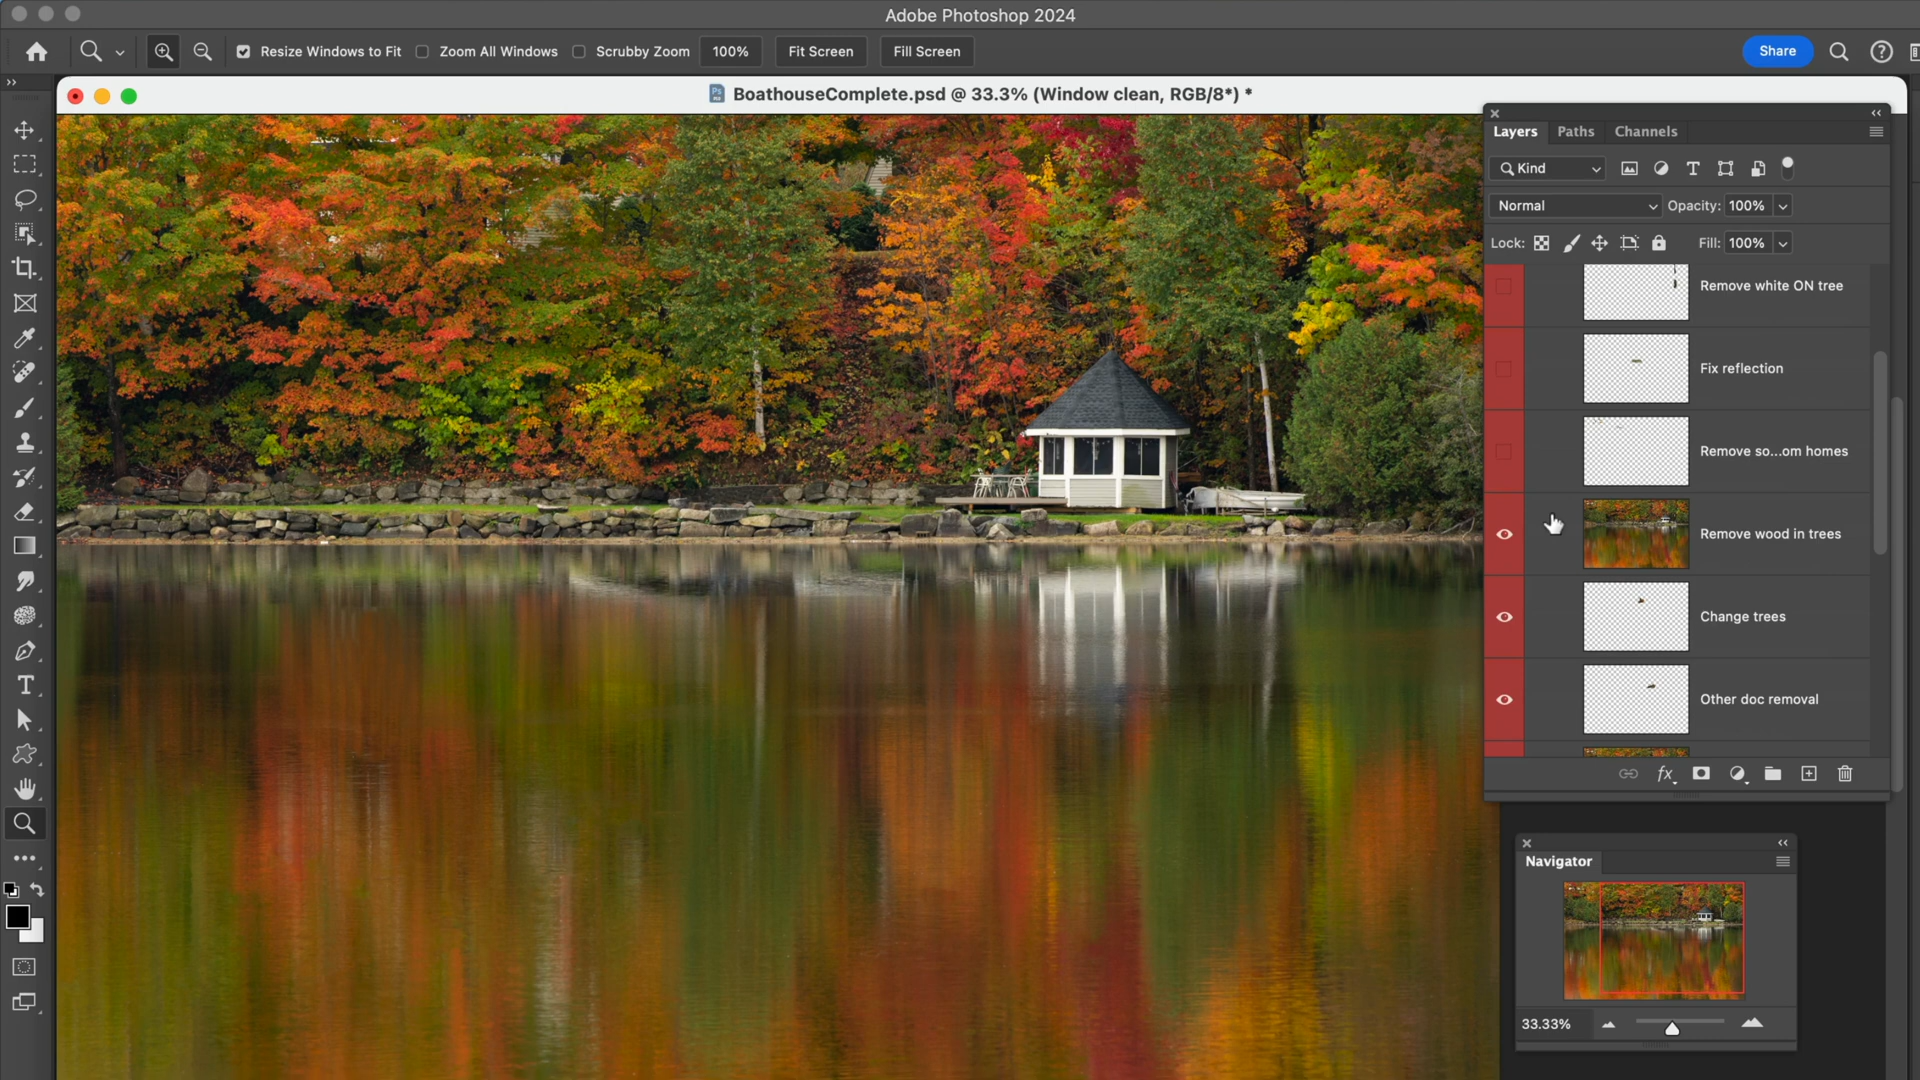 Adobe Photoshop 2024
Resize Windows to Fit
Zoom All Windows
Scrubby Zoom
100%
Fit Screen
Fill Screen
Share
BoathouseComplete.psd @ 33.3% (Window clean, RGB/8*) *
Layers
Paths
Channels
Kind
Normal
Opacity: 100%
Lock:
Fill: 100%
Remove white ON tree
Fix reflection
Remove so...om homes
Remove wood in trees
Change trees
Other doc removal
fx
Navigator
33.33%